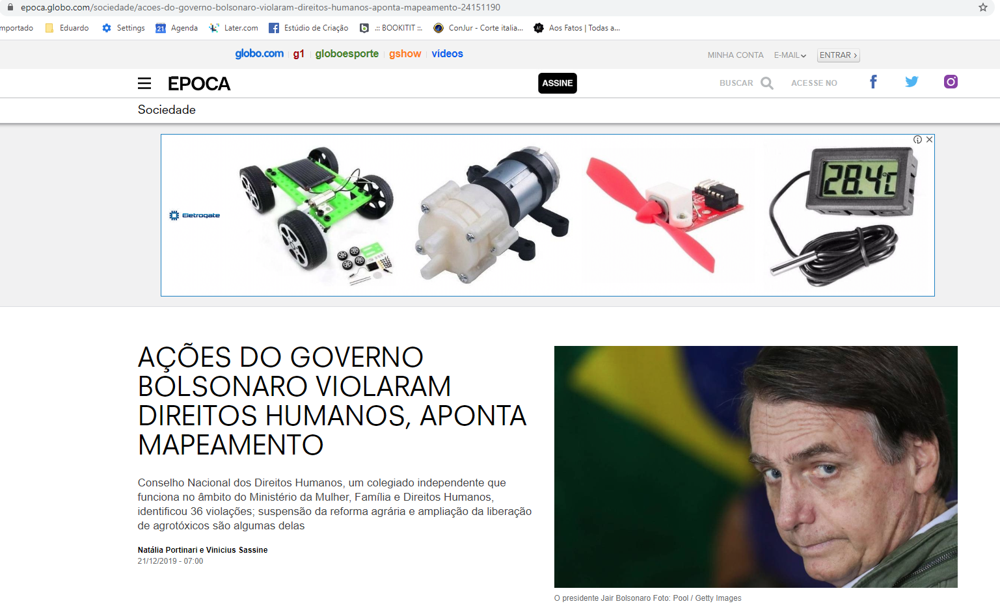 epoca.globo.com/sociedade/acoes-do-governo-bolsonaro-violaram-direitos-humanos-aponta-mapeamento-24151190
mportado Eduardo Settings Agenda Later.com Estúdio de Criação .:: BOOKITIT ::. ConJur - Corte italia... Aos Fatos | Todas a...
globo.com g1 globoesporte gshow vídeos MINHA CONTA E-MAIL ENTRAR >
ÉPOCA ASSINE BUSCAR ACESSE NO
Sociedade
Eletrogate
28.4°C
AÇÕES DO GOVERNO
BOLSONARO VIOLARAM
DIREITOS HUMANOS, APONTA
MAPEAMENTO
Conselho Nacional dos Direitos Humanos, um colegiado independente que
funciona no âmbito do Ministério da Mulher, Família e Direitos Humanos,
identificou 36 violações; suspensão da reforma agrária e ampliação da liberação
de agrotóxicos são algumas delas
Natália Portinari e Vinicius Sassine
21/12/2019 - 07:00
O presidente Jair Bolsonaro Foto: Pool / Getty Images